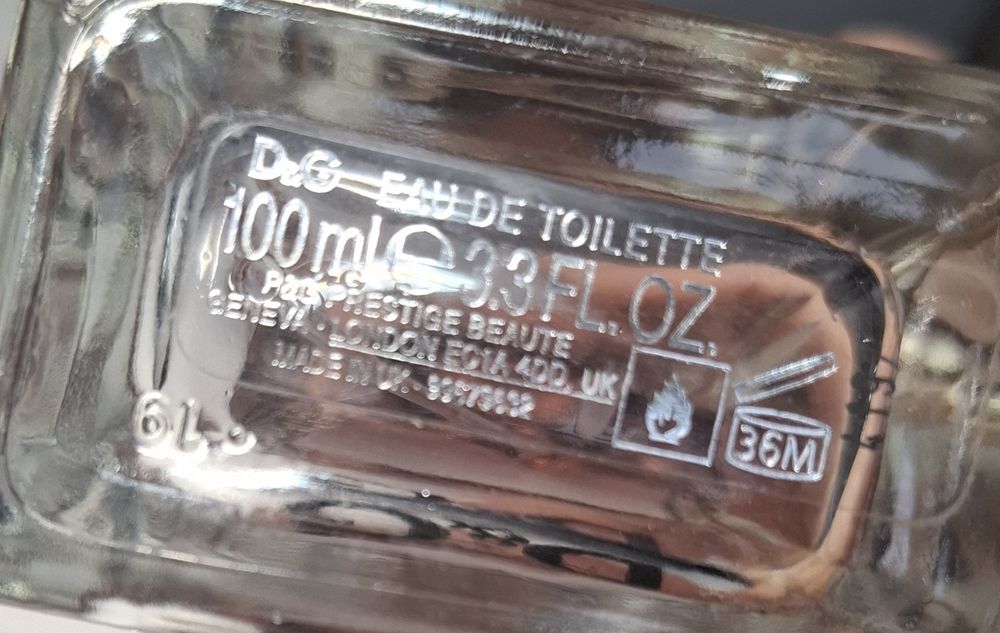 D&G EAU DE TOILETTE
100 ml e 3.3 FL. OZ.
P&G PRESTIGE BEAUTE
GENEVA - LONDON EC1A 4DD, UK
MADE IN UK -
36M